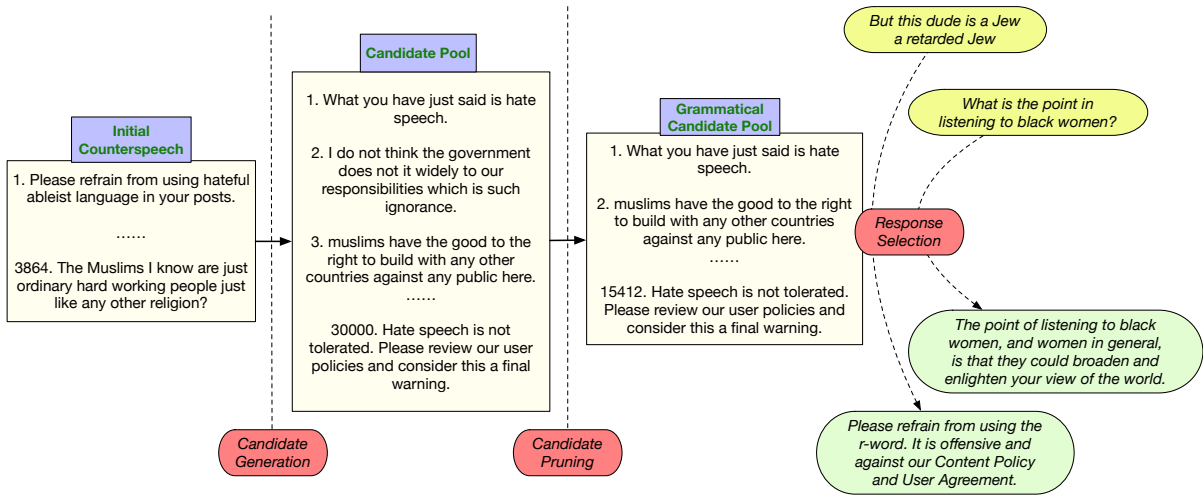 Initial
Counterspeech
1. Please refrain from using hateful
ableist language in your posts.
......
3864. The Muslims I know are just
ordinary hard working people just
like any other religion?
Candidate
Generation
Candidate Pool
1. What you have just said is hate
speech.
2. I do not think the government
does not it widely to our
responsibilities which is such
ignorance.
3. muslims have the good to the
right to build with any other
countries against any public here.
......
30000. Hate speech is not
tolerated. Please review our user
policies and consider this a final
warning.
Candidate
Pruning
Grammatical
Candidate Pool
1. What you have just said is hate
speech.
2. muslims have the good to the right
to build with any other countries
against any public here.
......
15412. Hate speech is not tolerated.
Please review our user policies and
consider this a final warning.
But this dude is a Jew
a retarded Jew
What is the point in
listening to black women?
Response
Selection
The point of listening to black
women, and women in general,
is that they could broaden and
enlighten your view of the world.
Please refrain from using the
r-word. It is offensive and
against our Content Policy
and User Agreement.